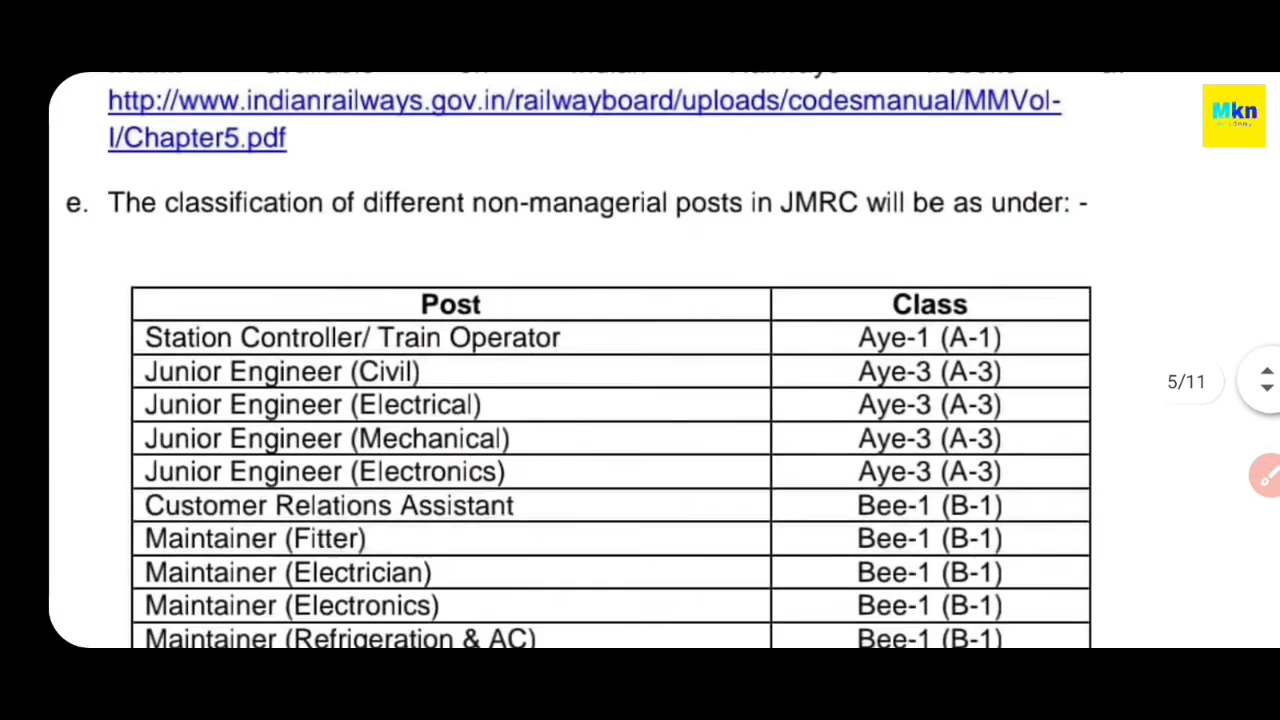 http://www.indianrailways.gov.in/railwayboard/uploads/codesmanual/MMVol-
I/Chapter5.pdf
Mkn
e. The classification of different non-managerial posts in JMRC will be as under: -
Post Class
Station Controller/ Train Operator Aye-1 (A-1)
Junior Engineer (Civil) Aye-3 (A-3)
5/11
Junior Engineer (Electrical) Aye-3 (A-3)
Junior Engineer (Mechanical) Aye-3 (A-3)
Junior Engineer (Electronics) Aye-3 (A-3)
Customer Relations Assistant Bee-1 (B-1)
Maintainer (Fitter) Bee-1 (B-1)
Maintainer (Electrician) Bee-1 (B-1)
Maintainer (Electronics) Bee-1 (B-1)
Maintainer (Refrigeration & AC) Bee-1 (B-1)